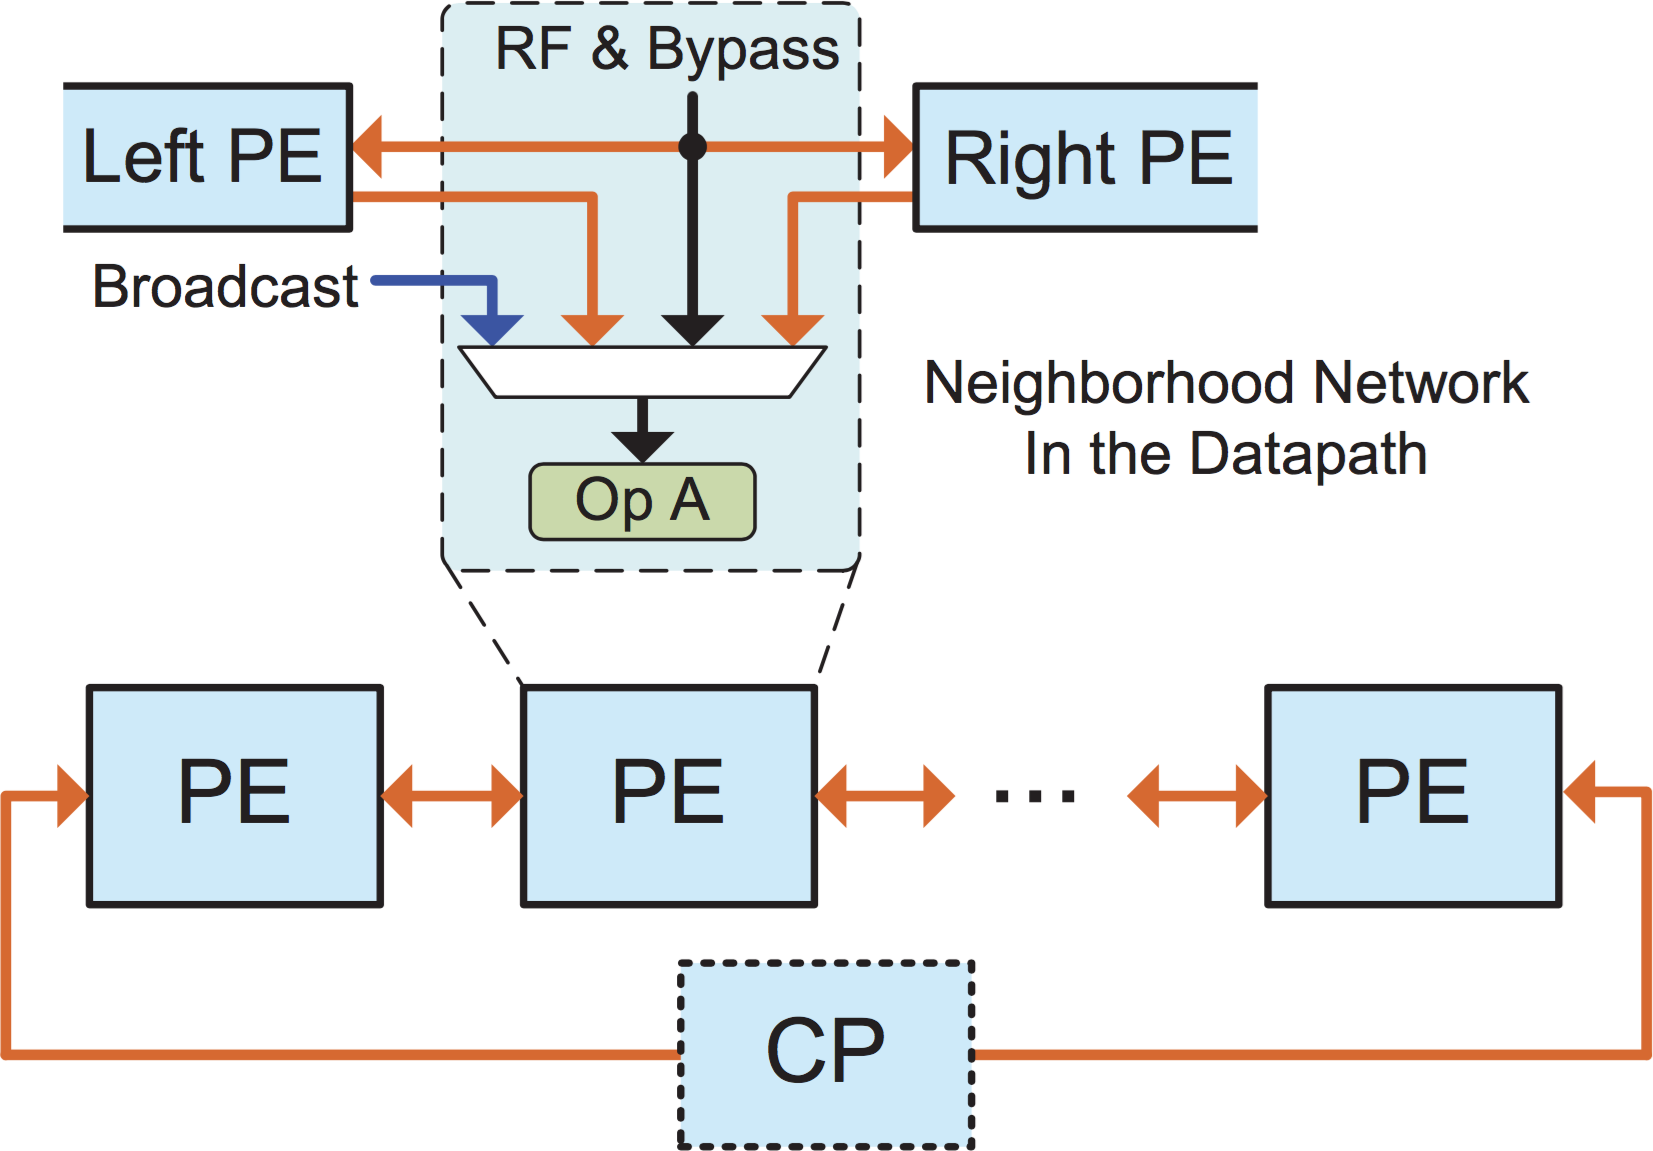 RF & Bypass
Left PE
Right PE
Broadcast
Neighborhood Network
In the Datapath
Op A
PE
PE
...
PE
CP